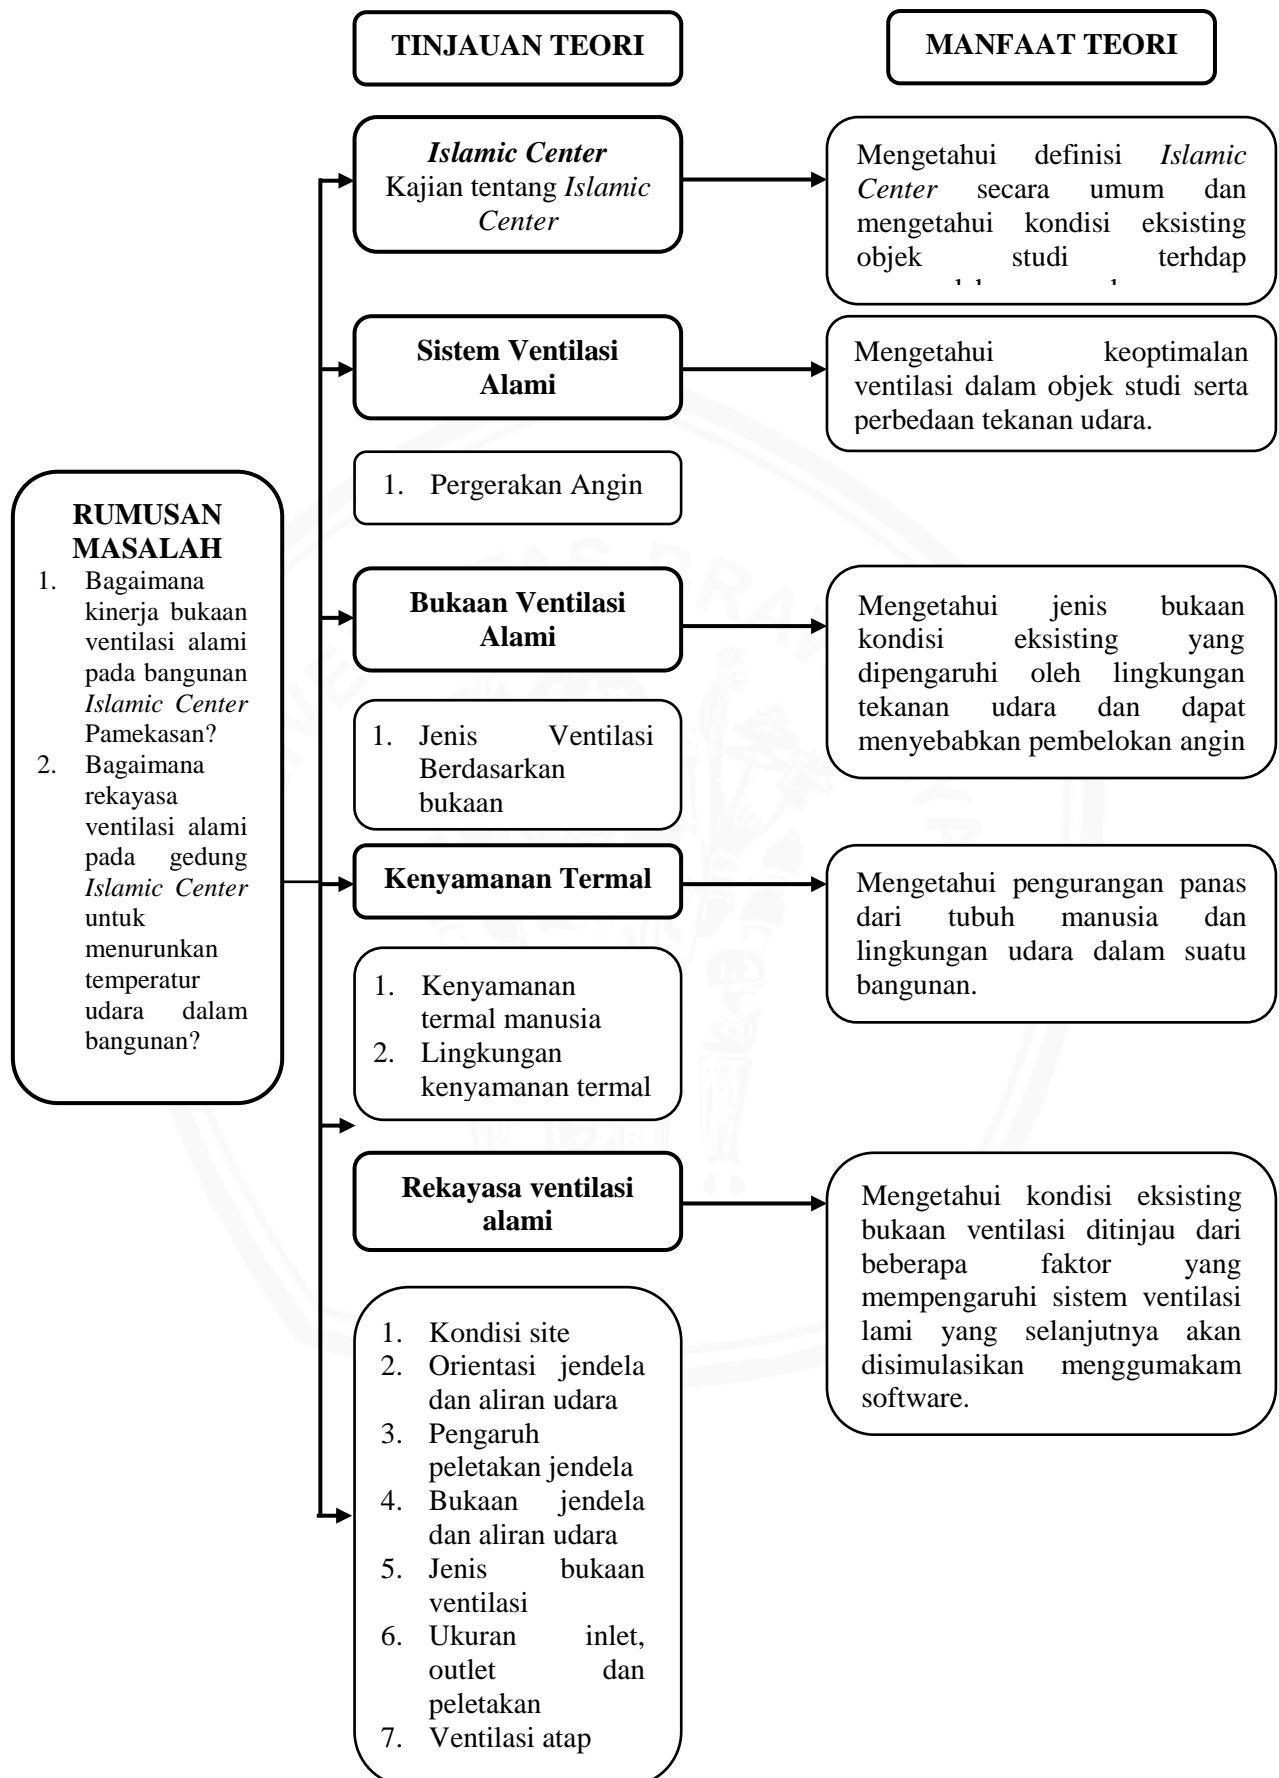 TINJAUAN TEORI
MANFAAT TEORI
RUMUSAN
MASALAH
1. Bagaimana
kinerja bukaan
ventilasi alami
pada bangunan
Islamic Center
Pamekasan?
2. Bagaimana
rekayasa
ventilasi alami
pada gedung
Islamic Center
untuk
menurunkan
temperatur
udara dalam
bangunan?
Islamic Center
Kajian tentang Islamic
Center
Mengetahui definisi Islamic
Center secara umum dan
mengetahui kondisi eksisting
objek studi terhdap
Sistem Ventilasi
Alami
Mengetahui keoptimalan
ventilasi dalam objek studi serta
perbedaan tekanan udara.
1. Pergerakan Angin
Bukaan Ventilasi
Alami
Mengetahui jenis bukaan
kondisi eksisting yang
dipengaruhi oleh lingkungan
tekanan udara dan dapat
menyebabkan pembelokan angin
1. Jenis Ventilasi
Berdasarkan
bukaan
Kenyamanan Termal
Mengetahui pengurangan panas
dari tubuh manusia dan
lingkungan udara dalam suatu
bangunan.
1. Kenyamanan
termal manusia
2. Lingkungan
kenyamanan termal
Rekayasa ventilasi
alami
Mengetahui kondisi eksisting
bukaan ventilasi ditinjau dari
beberapa faktor yang
mempengaruhi sistem ventilasi
lami yang selanjutnya akan
disimulasikan menggumakam
software.
1. Kondisi site
2. Orientasi jendela
dan aliran udara
3. Pengaruh
peletakan jendela
4. Bukaan jendela
dan aliran udara
5. Jenis bukaan
ventilasi
6. Ukuran inlet,
outlet dan
peletakan
7. Ventilasi atap